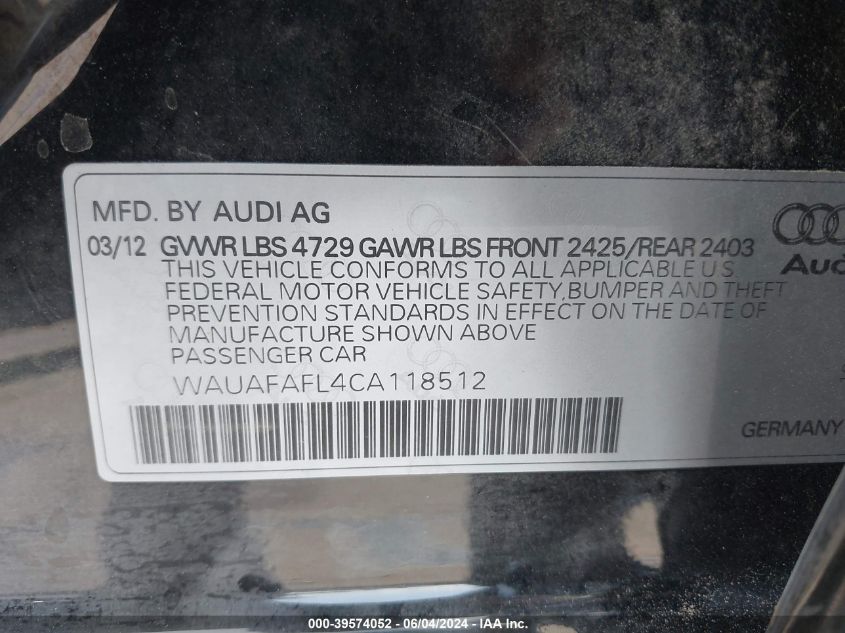 MFD. BY AUDI AG
03/12 GVWR LBS 4729 GAWR LBS FRONT 2425/REAR 2403
THIS VEHICLE CONFORMS TO ALL APPLICABLE U.S.
FEDERAL MOTOR VEHICLE SAFETY,BUMPER AND THEFT
PREVENTION STANDARDS IN EFFECT ON THE DATE OF
MANUFACTURE SHOWN ABOVE
PASSENGER CAR
WAUAFAFL4CA118512
Aud
GERMANY
000-39574052 - 06/04/2024 - IAA Inc.